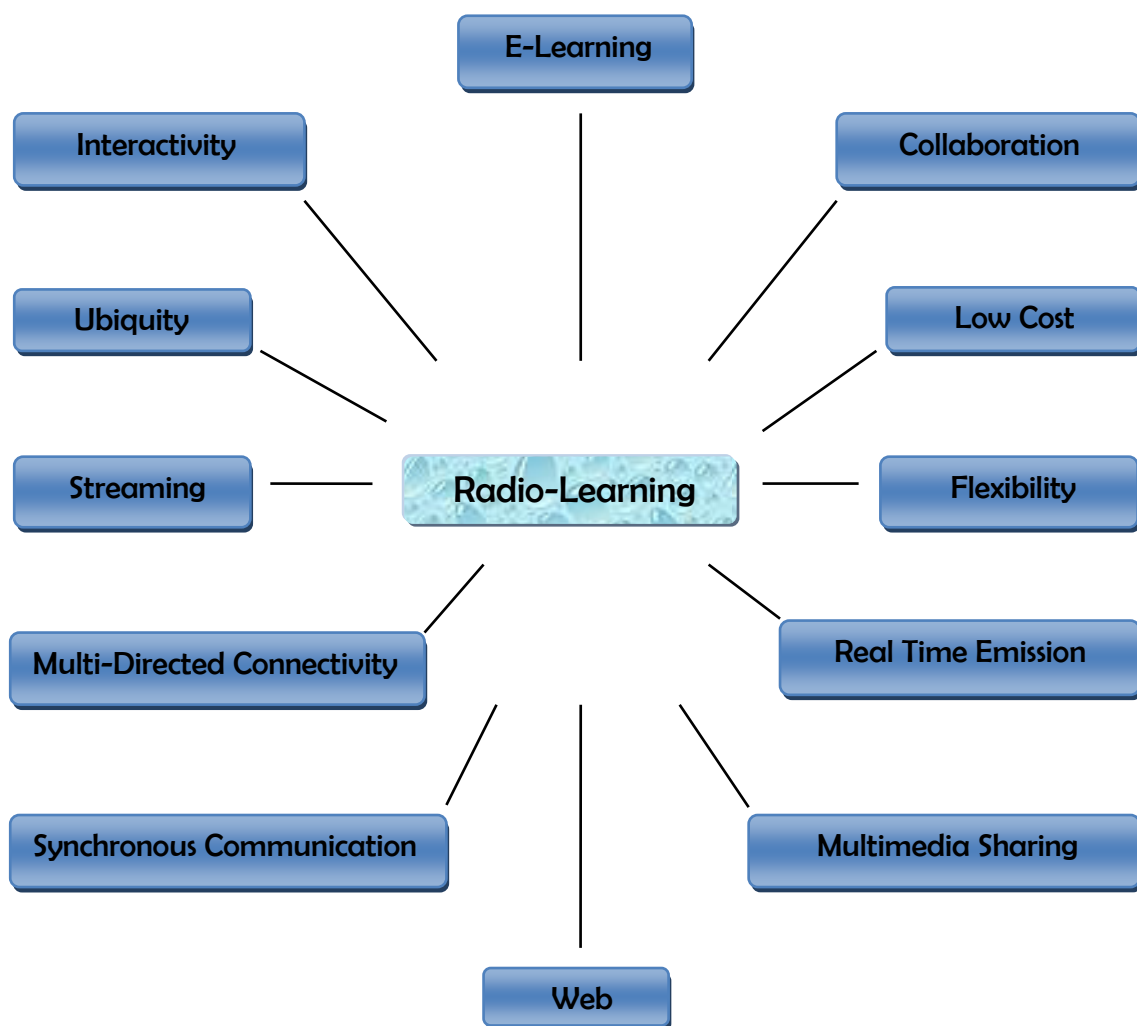 E-Learning
Interactivity
Collaboration
Ubiquity
Low Cost
Streaming
Radio-Learning
Flexibility
Multi-Directed Connectivity
Real Time Emission
Synchronous Communication
Multimedia Sharing
Web